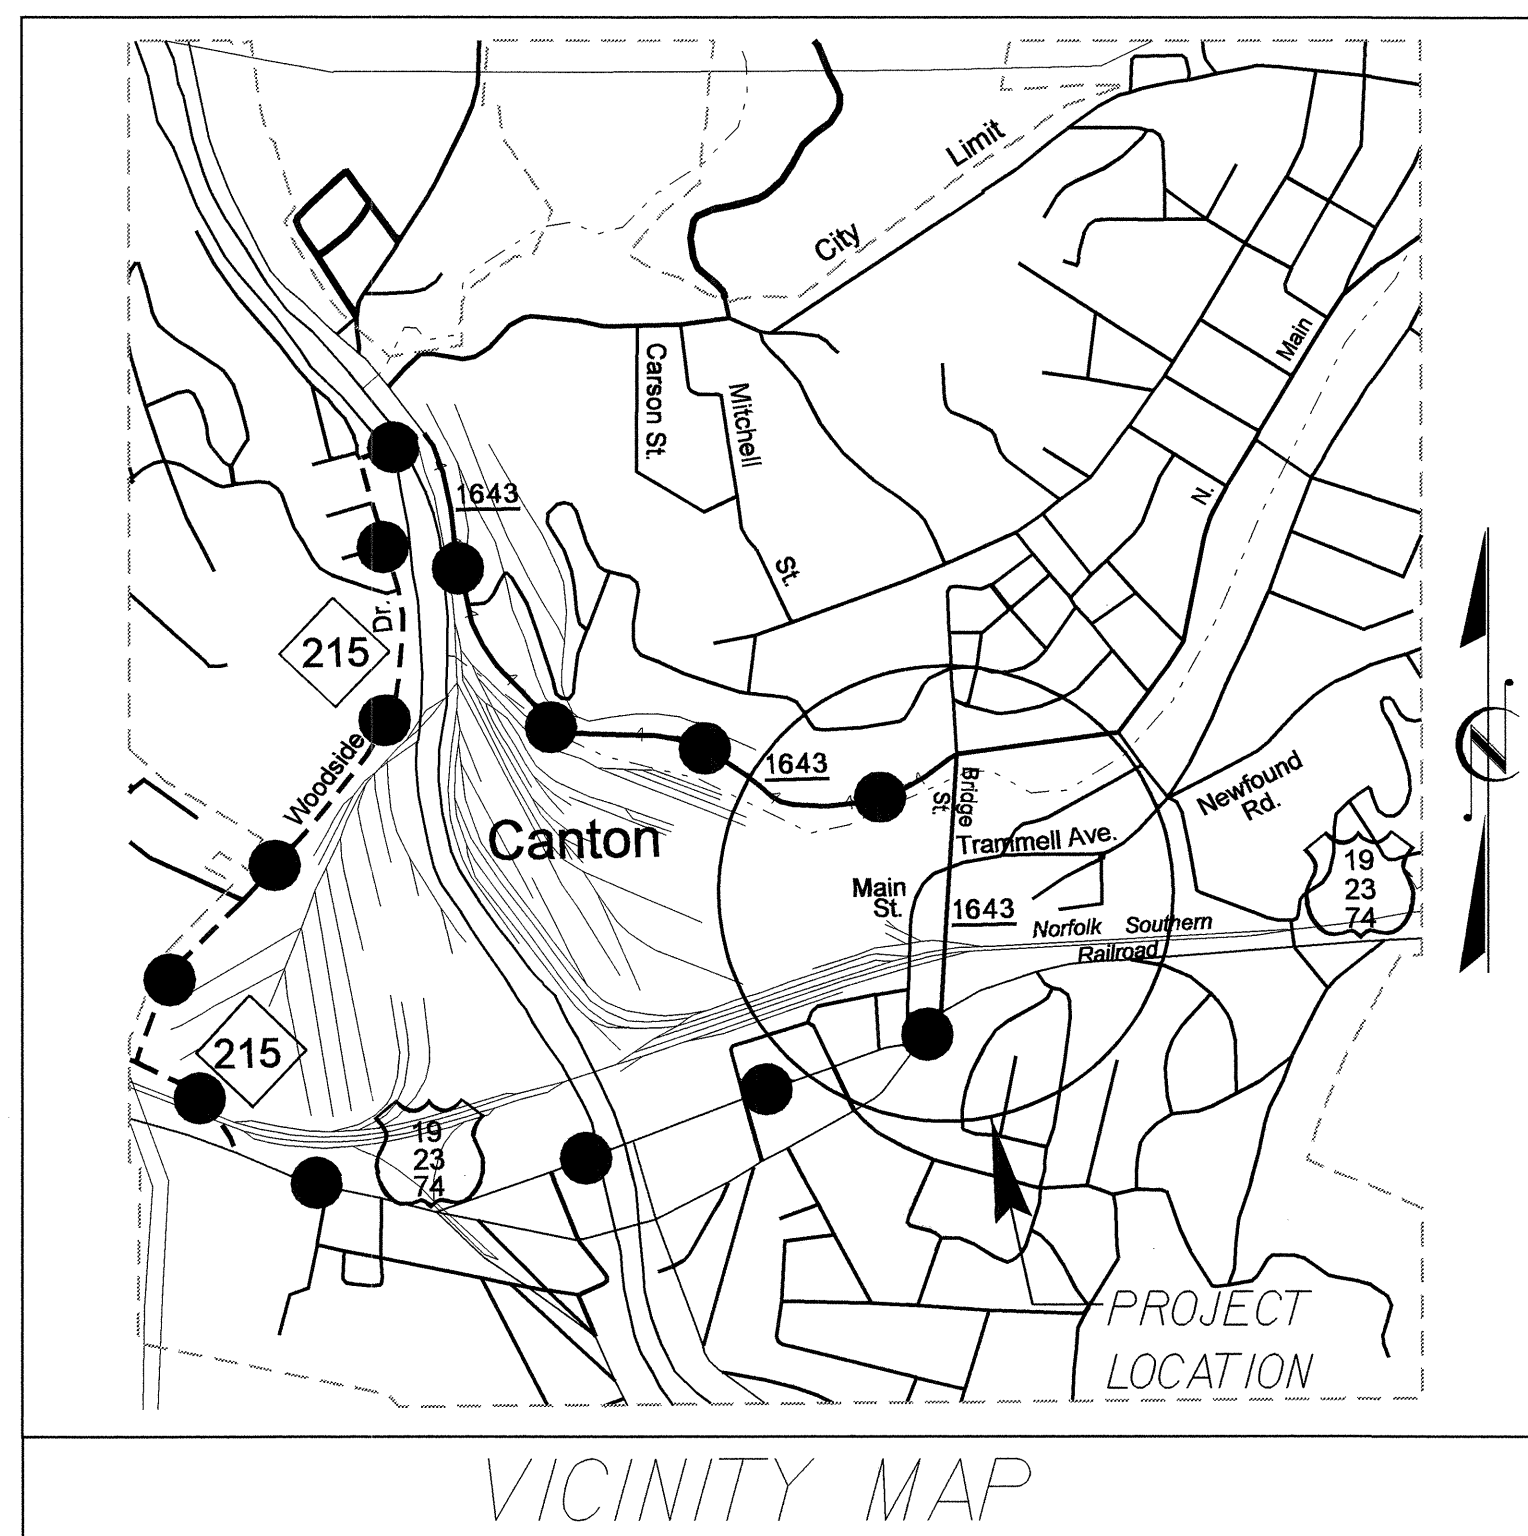 Limit
City
Main
Carson St.
Mitchell
St.
N.
1643
Dr.
215
Woodside
1643
Bridge
St.
Newfound
Rd.
Canton
Trammell Ave.
19
23
74
Main
St.
1643
Norfolk Southern
Railroad
215
19
23
74
N
PROJECT
LOCATION
VICINITY MAP